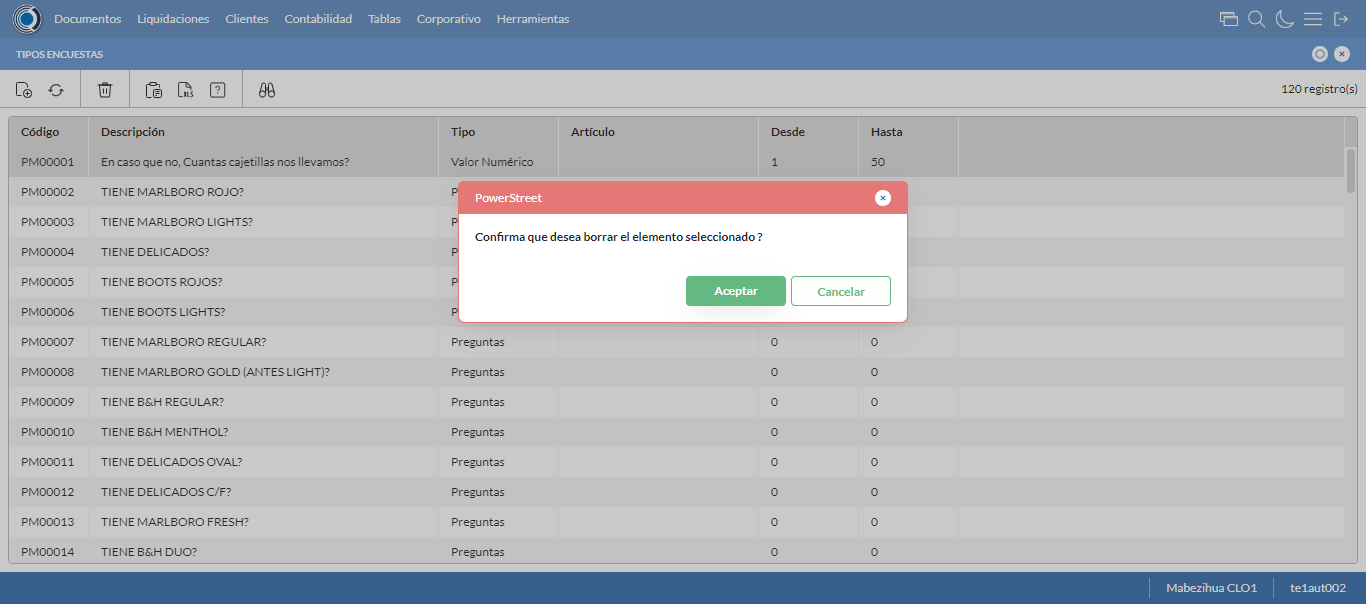 Documentos Liquidaciones Clientes Contabilidad Tablas Corporativo Herramientas
TIPOS ENCUESTAS
XLS ?
120 registro(s)
Código Descripción Tipo Artículo Desde Hasta
PM00001 En caso que no, Cuantas cajetillas nos llevamos? Valor Numérico 1 50
PM00002 TIENE MARLBORO ROJO? P
PM00003 TIENE MARLBORO LIGHTS? P
PM00004 TIENE DELICADOS? P
PM00005 TIENE BOOTS ROJOS? P
PM00006 TIENE BOOTS LIGHTS? P
PowerStreet
Confirma que desea borrar el elemento seleccionado ?
Aceptar Cancelar
PM00007 TIENE MARLBORO REGULAR? Preguntas 0 0
PM00008 TIENE MARLBORO GOLD (ANTES LIGHT)? Preguntas 0 0
PM00009 TIENE B&H REGULAR? Preguntas 0 0
PM00010 TIENE B&H MENTHOL? Preguntas 0 0
PM00011 TIENE DELICADOS OVAL? Preguntas 0 0
PM00012 TIENE DELICADOS C/F? Preguntas 0 0
PM00013 TIENE MARLBORO FRESH? Preguntas 0 0
PM00014 TIENE B&H DUO? Preguntas 0 0
Mabezihua CLO1 te1aut002